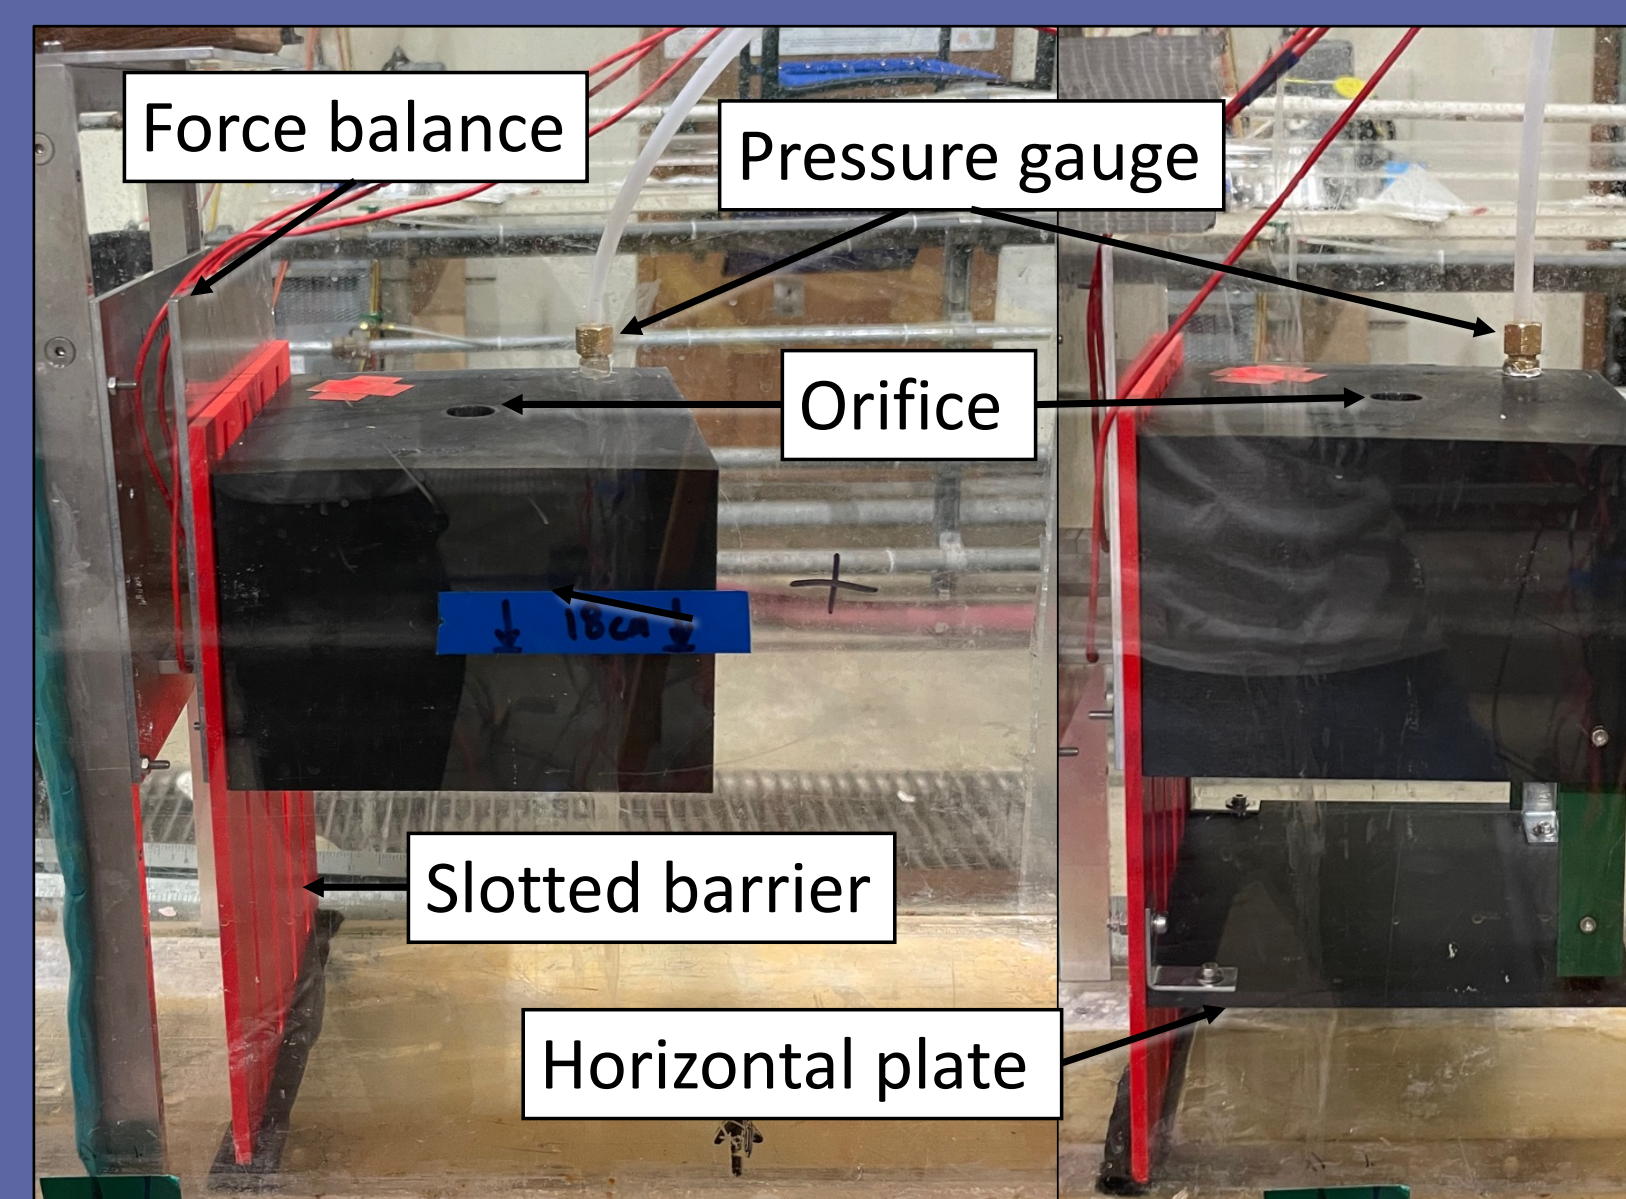 Force balance
Pressure gauge
Orifice
18cm
Slotted barrier
Horizontal plate